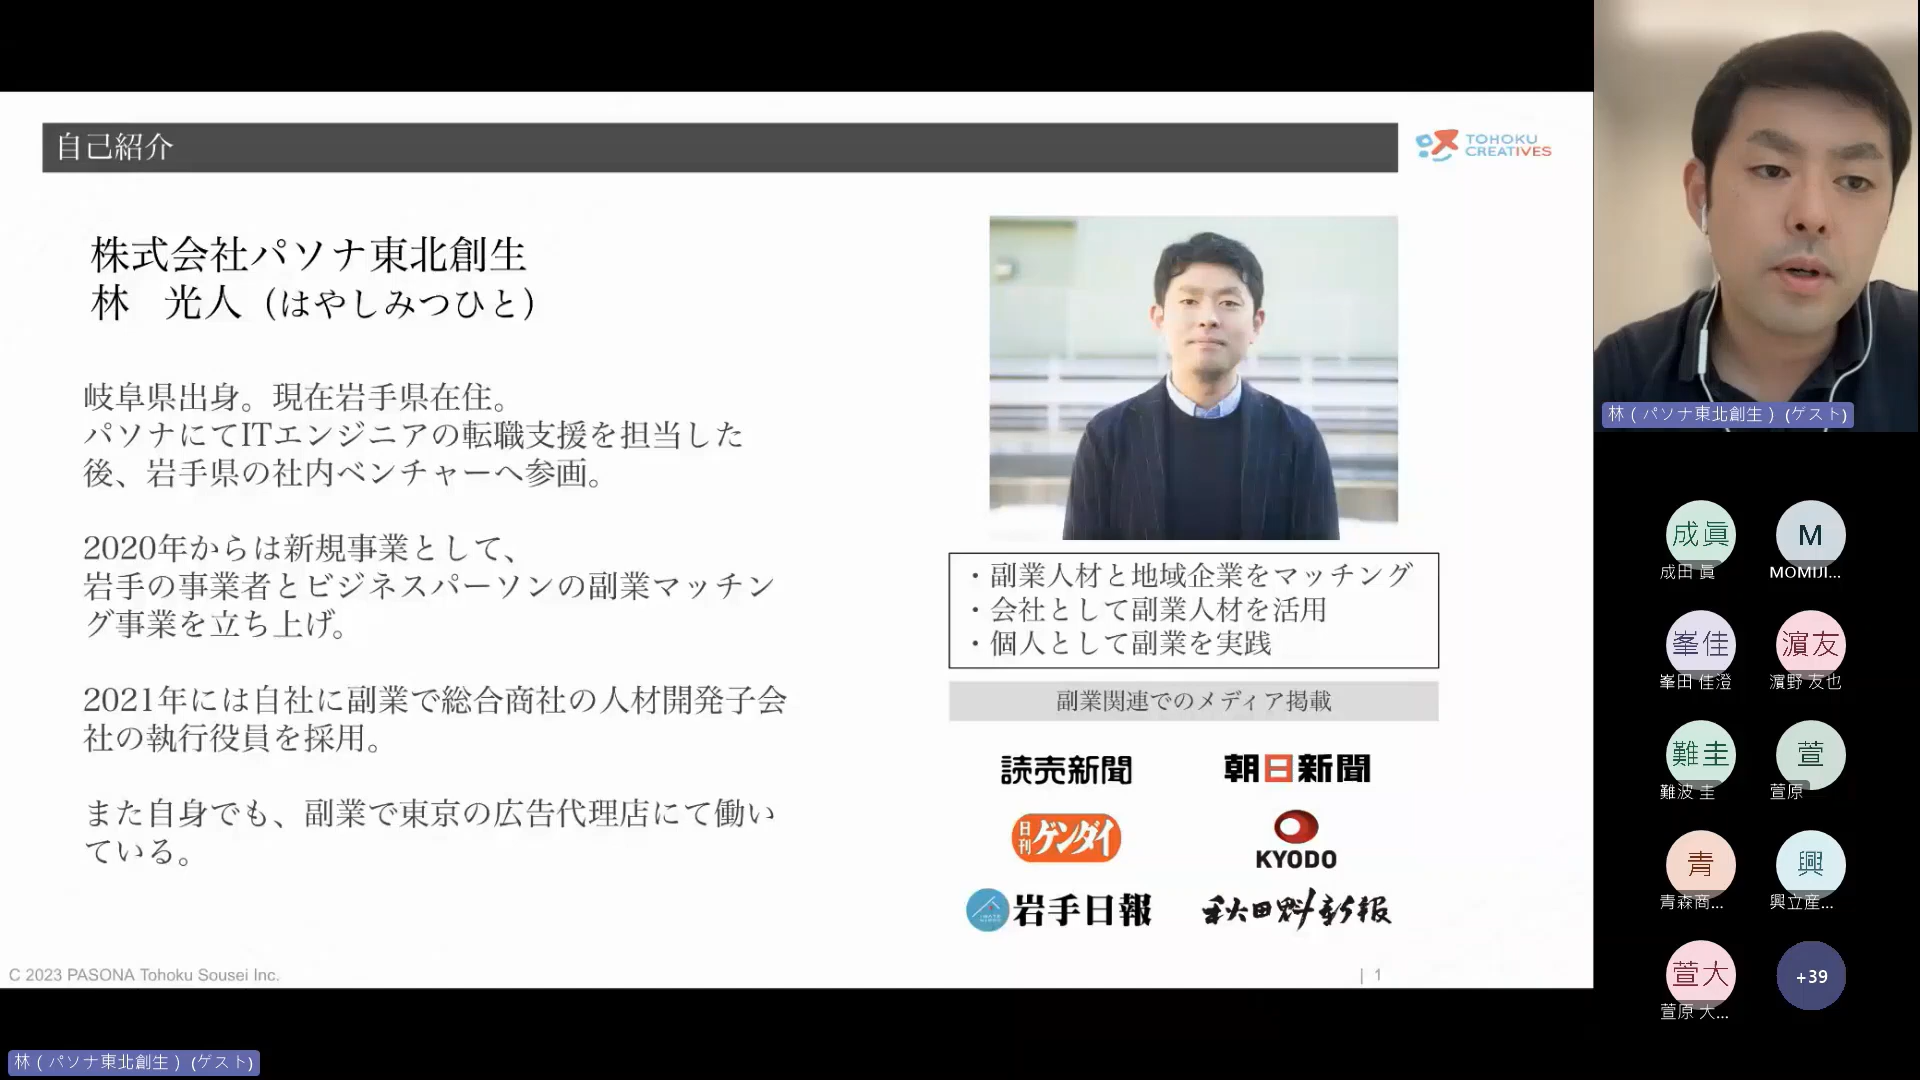 自己紹介
TOHOKU
CREATIVES
株式会社パソナ東北創生
林　光人（はやしみつひと）
岐阜県出身。現在岩手県在住。
パソナにてITエンジニアの転職支援を担当した
後、岩手県の社内ベンチャーへ参画。
2020年からは新規事業として、
岩手の事業者とビジネスパーソンの副業マッチン
グ事業を立ち上げ。
2021年には自社に副業で総合商社の人材開発子会
社の執行役員を採用。
また自身でも、副業で東京の広告代理店にて働い
ている。
・副業人材と地域企業をマッチング
・会社として副業人材を活用
・個人として副業を実践
副業関連でのメディア掲載
読売新聞
朝日新聞
日刊ゲンダイ
KYODO
岩手日報
秋田魁新報
C 2023 PASONA Tohoku Sousei Inc.
| 1
林（パソナ東北創生）(ゲスト)
林（パソナ東北創生）(ゲスト)
成眞
成田 眞
M
MOMIJI...
峯佳
峯田 佳澄
濵友
濵野 友也
難圭
難波 圭
萱
萱原
青
青森商...
興
興立産...
萱大
萱原 大...
+39